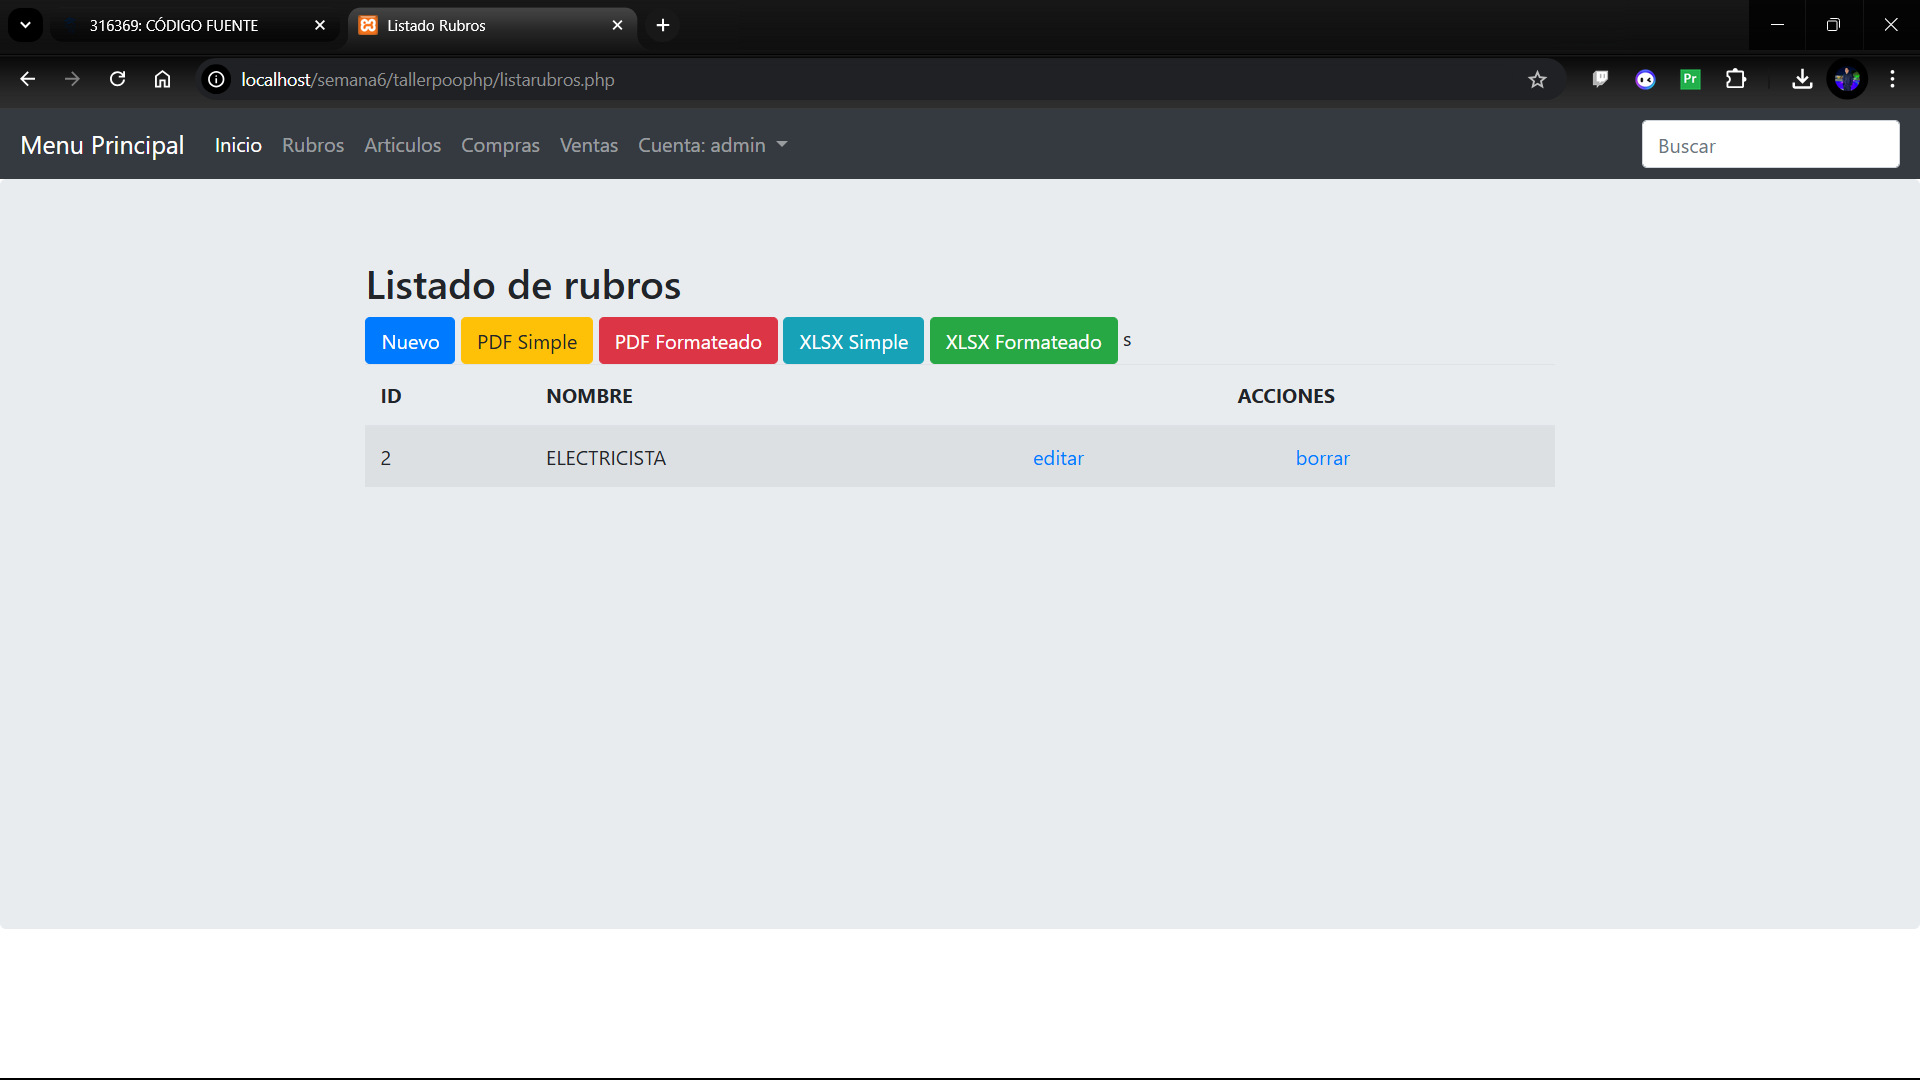 316369: CÓDIGO FUENTE
Listado Rubros
localhost/semana6/tallerpoophp/listarubros.php
Pr
Menu Principal Inicio Rubros Articulos Compras Ventas Cuenta: admin Buscar
Listado de rubros
Nuevo PDF Simple PDF Formateado XLSX Simple XLSX Formateado s
ID NOMBRE ACCIONES
2 ELECTRICISTA editar borrar